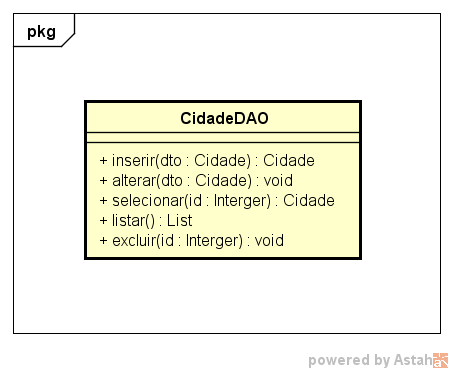 pkg
CidadeDAO
+ inserir(dto : Cidade) : Cidade
+ alterar(dto : Cidade) : void
+ selecionar(id : Interger) : Cidade
+ listar() : List
+ excluir(id : Interger) : void
powered by Astah